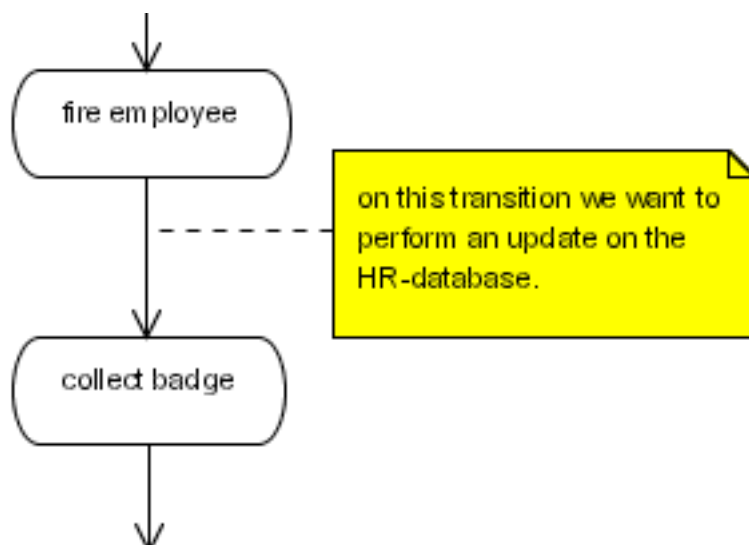 fire employee
on this transition we want to
perform an update on the
HR-database.
collect badge